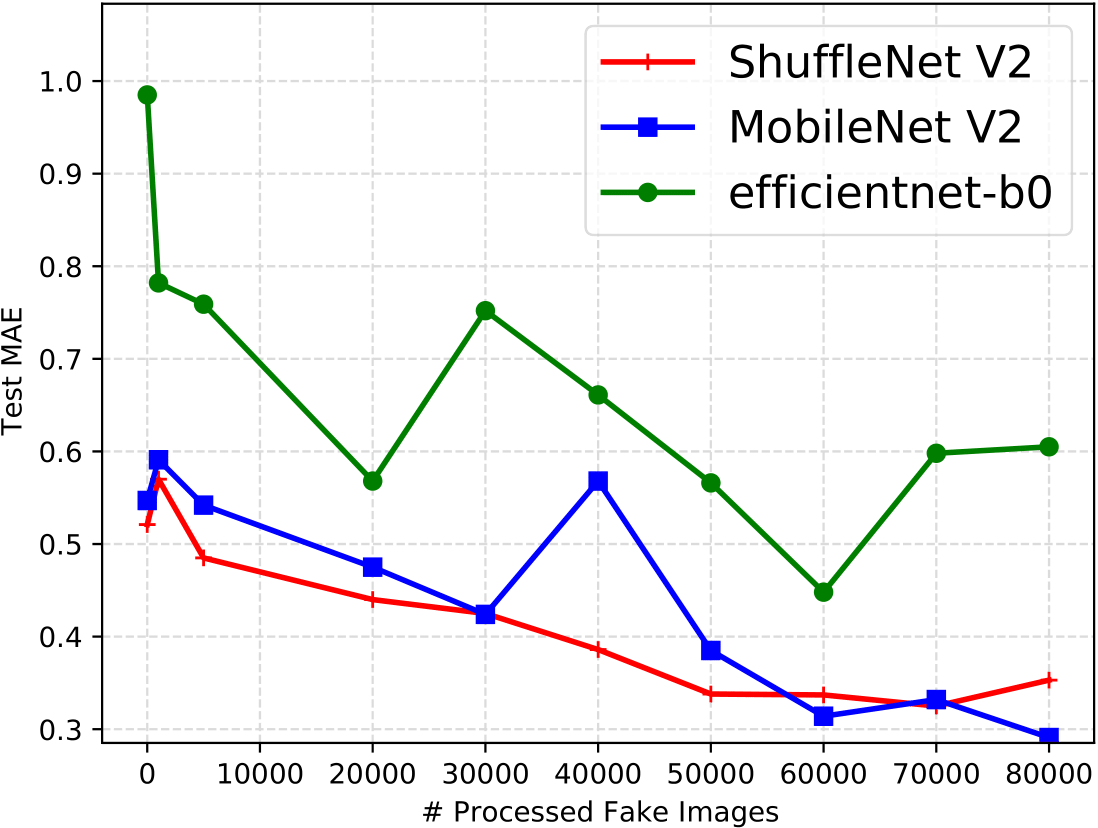 ShuffleNet V2
MobileNet V2
efficientnet-b0
1.0
0.9
0.8
0.7
0.6
0.5
0.4
0.3
Test MAE
0 10000 20000 30000 40000 50000 60000 70000 80000
# Processed Fake Images